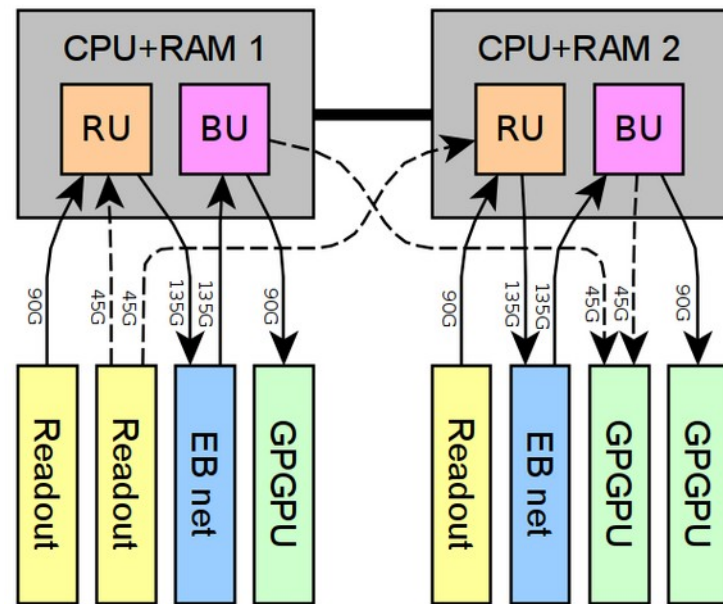 CPU+RAM 1
CPU+RAM 2
RU
BU
RU
BU
90G
45G
45G
135G
135G
90G
90G
135G
135G
45G
45G
90G
Readout
Readout
EB net
GPGPU
Readout
EB net
GPGPU
GPGPU